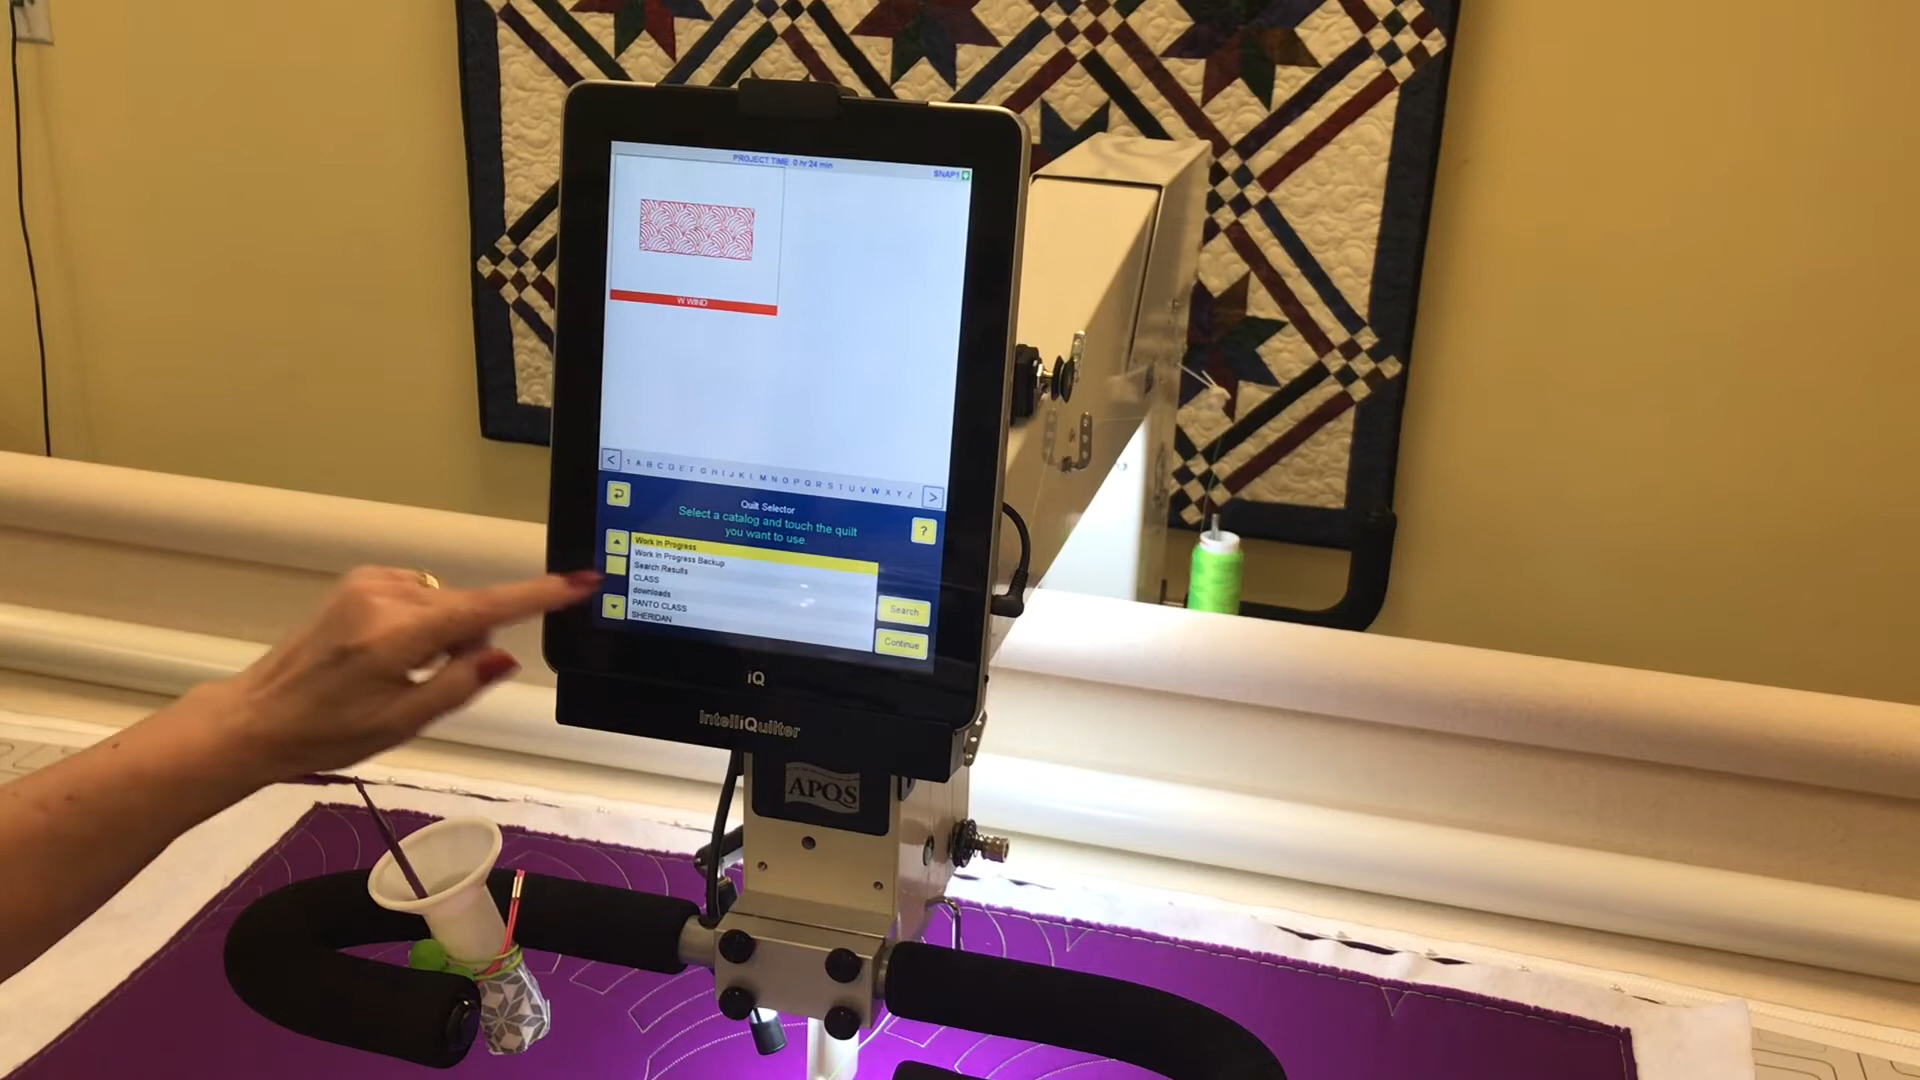 PROJECT TIME: 0 hr 24 min
SNAP1
W WIND
< 1 A B C D E F G H I J K L M N O P Q R S T U V W X Y Z >
Quilt Selector
Select a catalog and touch the quilt
you want to use.
?
Work In Progress
Work In Progress Backup
Search Results
CLASS
downloads
PANTO CLASS
SHERIDAN
Search
Continue
iQ
IntelliQuilter
APQS